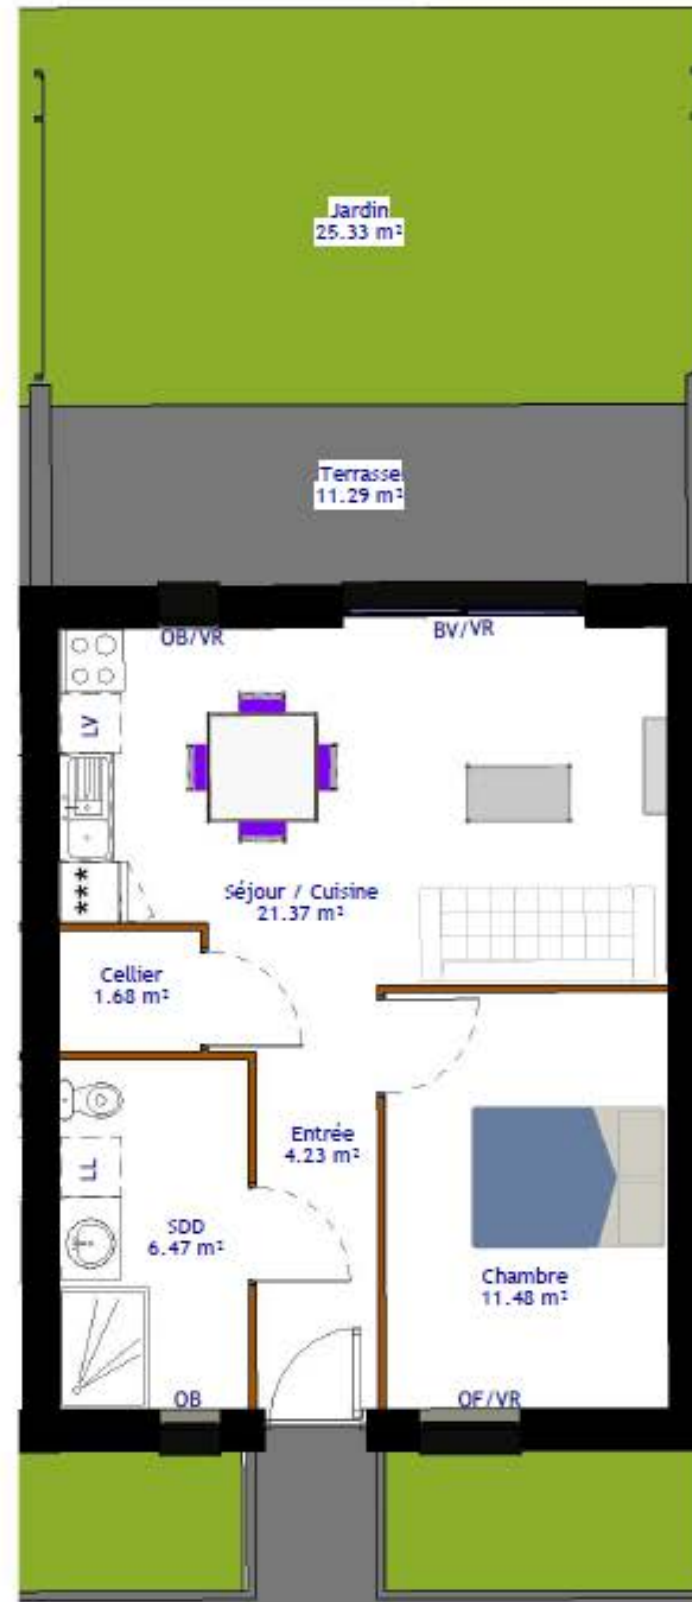 Jardin
25.33 m²
Terrasse
11.29 m²
OB/VR
BV/VR
LV
***
Séjour / Cuisine
21.37 m²
Cellier
1.68 m²
Entrée
4.23 m²
LL
SDD
6.47 m²
Chambre
11.48 m²
OB
OF/VR